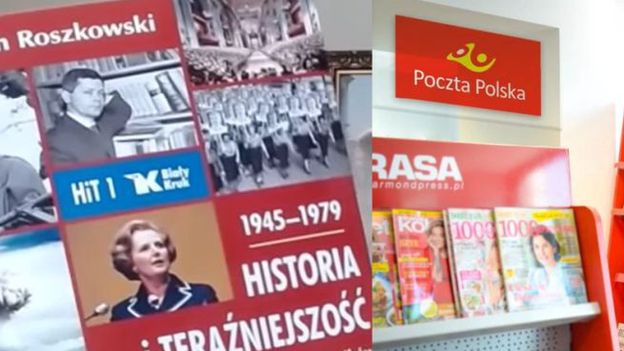 n Roszkowski
HiT 1 Biały
Kruk
1945–1979
HISTORIA
i TERAŹNIEJSZOŚĆ
Poczta Polska
RASA
armondpress.pl
1000
1000